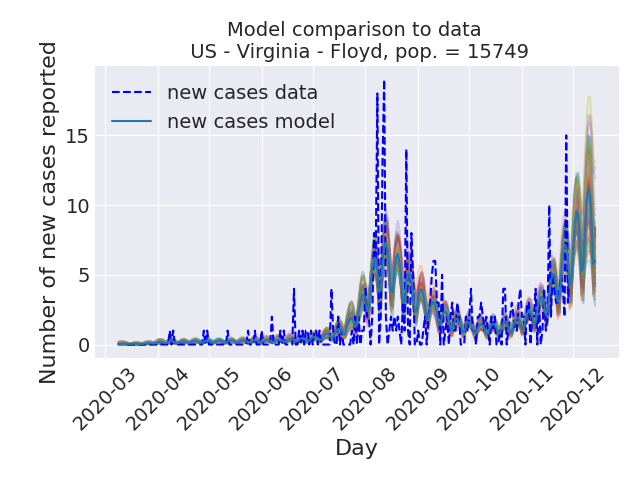 Model comparison to data
US - Virginia - Floyd, pop. = 15749
Number of new cases reported
new cases data
new cases model
15
10
5
0
2020-03
2020-04
2020-05
2020-06
2020-07
2020-08
2020-09
2020-10
2020-11
2020-12
Day